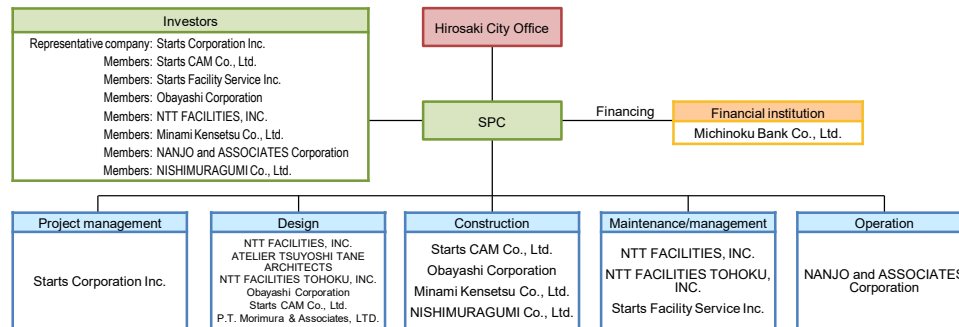 Investors
Representative company: Starts Corporation Inc.
Members: Starts CAM Co., Ltd.
Members: Starts Facility Service Inc.
Members: Obayashi Corporation
Members: NTT FACILITIES, INC.
Members: Minami Kensetsu Co., Ltd.
Members: NANJO and ASSOCIATES Corporation
Members: NISHIMURAGUMI Co., Ltd.
Hirosaki City Office
SPC
Financing
Financial institution
Michinoku Bank Co., Ltd.
Project management
Starts Corporation Inc.
Design
NTT FACILITIES, INC.
ATELIER TSUYOSHI TANE
ARCHITECTS
NTT FACILITIES TOHOKU, INC.
Obayashi Corporation
Starts CAM Co., Ltd.
P.T. Morimura & Associates, LTD.
Construction
Starts CAM Co., Ltd.
Obayashi Corporation
Minami Kensetsu Co., Ltd.
NISHIMURAGUMI Co., Ltd.
Maintenance/management
NTT FACILITIES, INC.
NTT FACILITIES TOHOKU,
INC.
Starts Facility Service Inc.
Operation
NANJO and ASSOCIATES
Corporation